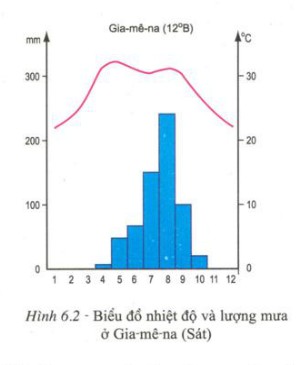 Gia-mê-na (12°B)
mm °C
300 30
200 20
100 10
0 0
1 2 3 4 5 6 7 8 9 10 11 12
Hình 6.2 - Biểu đồ nhiệt độ và lượng mưa
ở Gia-mê-na (Sát)